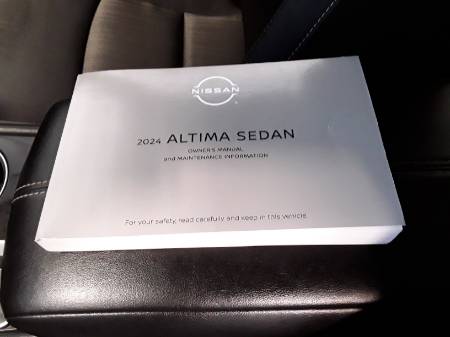 NISSAN
2024 ALTIMA SEDAN
OWNER'S MANUAL
and MAINTENANCE INFORMATION
For your safety, read carefully and keep in this vehicle.